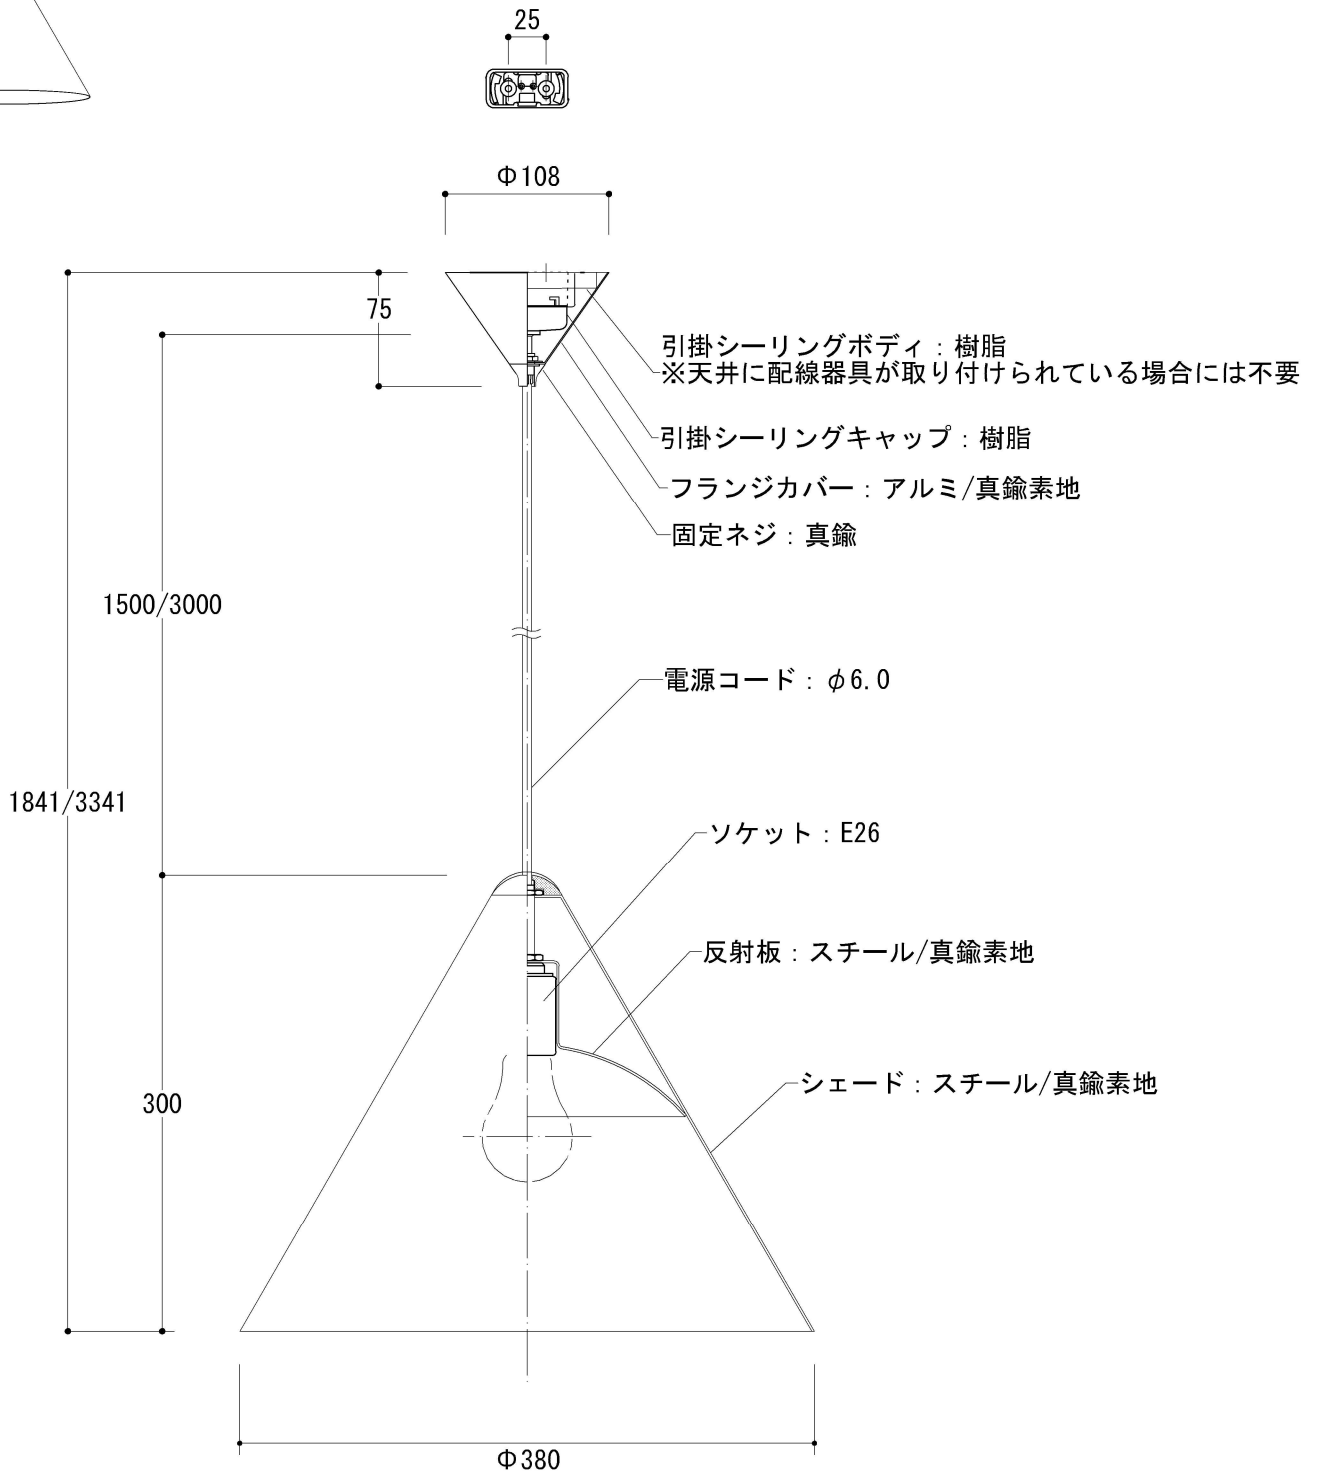 25
Φ108
75
引掛シーリングボディ：樹脂
※天井に配線器具が取り付けられている場合には不要
引掛シーリングキャップ：樹脂
フランジカバー：アルミ/真鍮素地
固定ネジ：真鍮
1500/3000
電源コード：φ6.0
1841/3341
ソケット：E26
反射板：スチール/真鍮素地
シェード：スチール/真鍮素地
300
Φ380